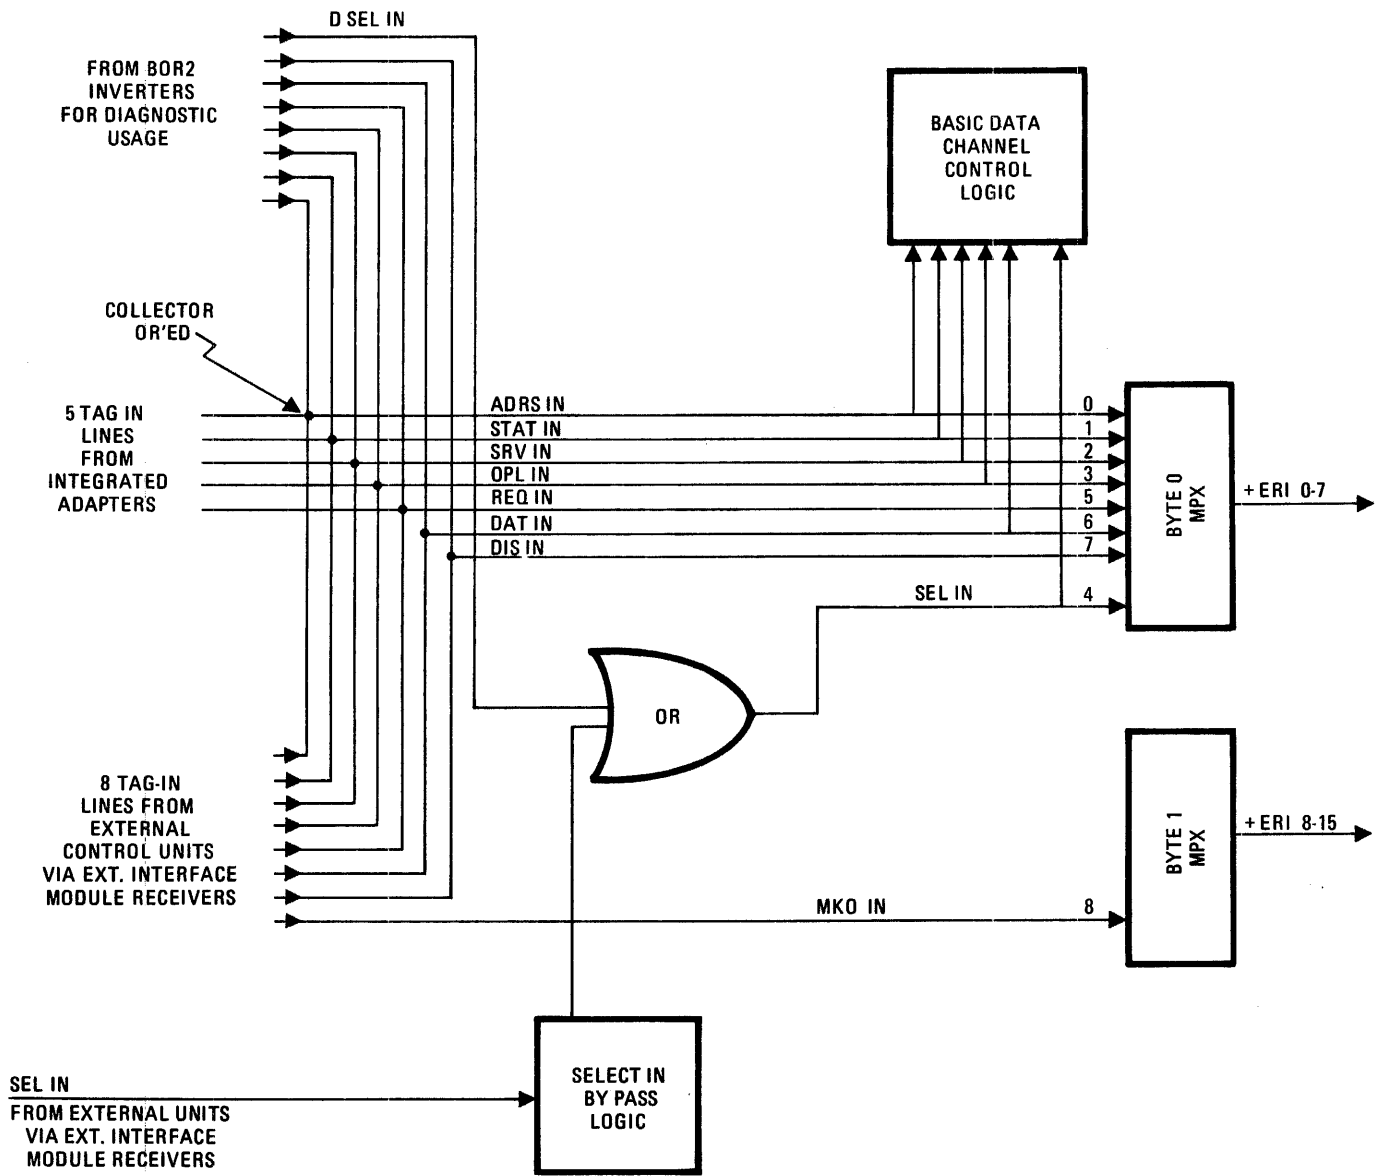 D SEL IN
FROM BOR2
INVERTERS
FOR DIAGNOSTIC
USAGE
BASIC DATA
CHANNEL
CONTROL
LOGIC
COLLECTOR
OR'ED
5 TAG IN
LINES
FROM
INTEGRATED
ADAPTERS
ADRS IN
0
STAT IN
1
SRV IN
2
OPL IN
3
REQ IN
5
DAT IN
6
DIS IN
7
SEL IN
4
BYTE 0
MPX
+ ERI 0-7
OR
8 TAG-IN
LINES FROM
EXTERNAL
CONTROL UNITS
VIA EXT. INTERFACE
MODULE RECEIVERS
BYTE 1
MPX
+ ERI 8-15
MKO IN
8
SELECT IN
BY PASS
LOGIC
SEL IN
FROM EXTERNAL UNITS
VIA EXT. INTERFACE
MODULE RECEIVERS